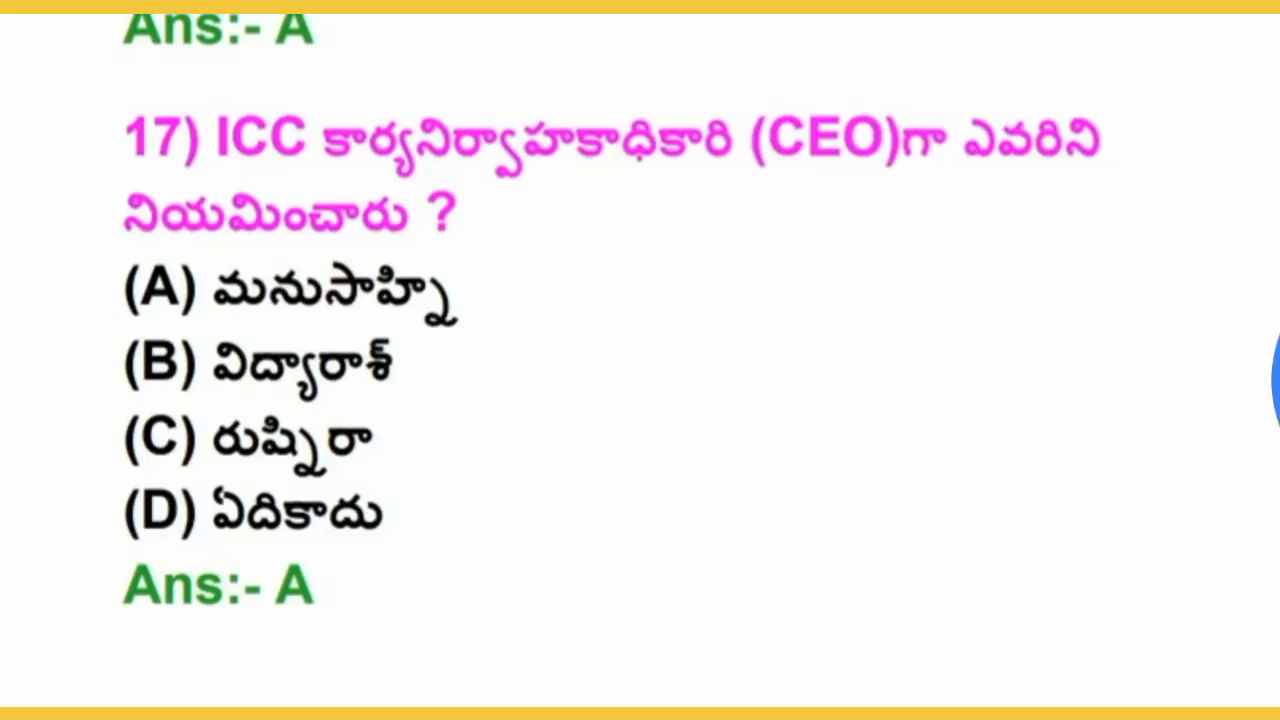 Ans:- A
17) ICC కార్యనిర్వాహకాధికారి (CEO)గా ఎవరిని
నియమించారు ?
(A) మనుసాహ్ని
(B) విద్యారాశ్
(C) రుష్నిరా
(D) ఏదికాదు
Ans:- A